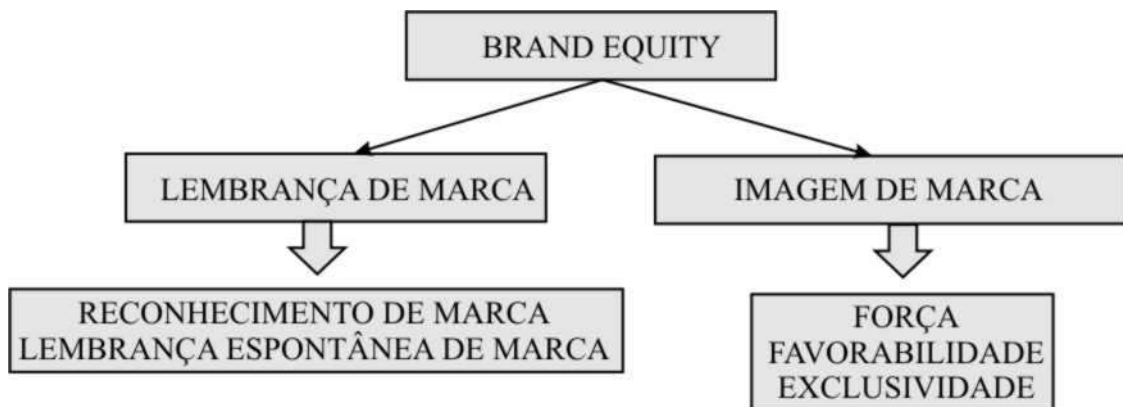 BRAND EQUITY
LEMBRANÇA DE MARCA
IMAGEM DE MARCA
RECONHECIMENTO DE MARCA
LEMBRANÇA ESPONTÂNEA DE MARCA
FORÇA
FAVORABILIDADE
EXCLUSIVIDADE